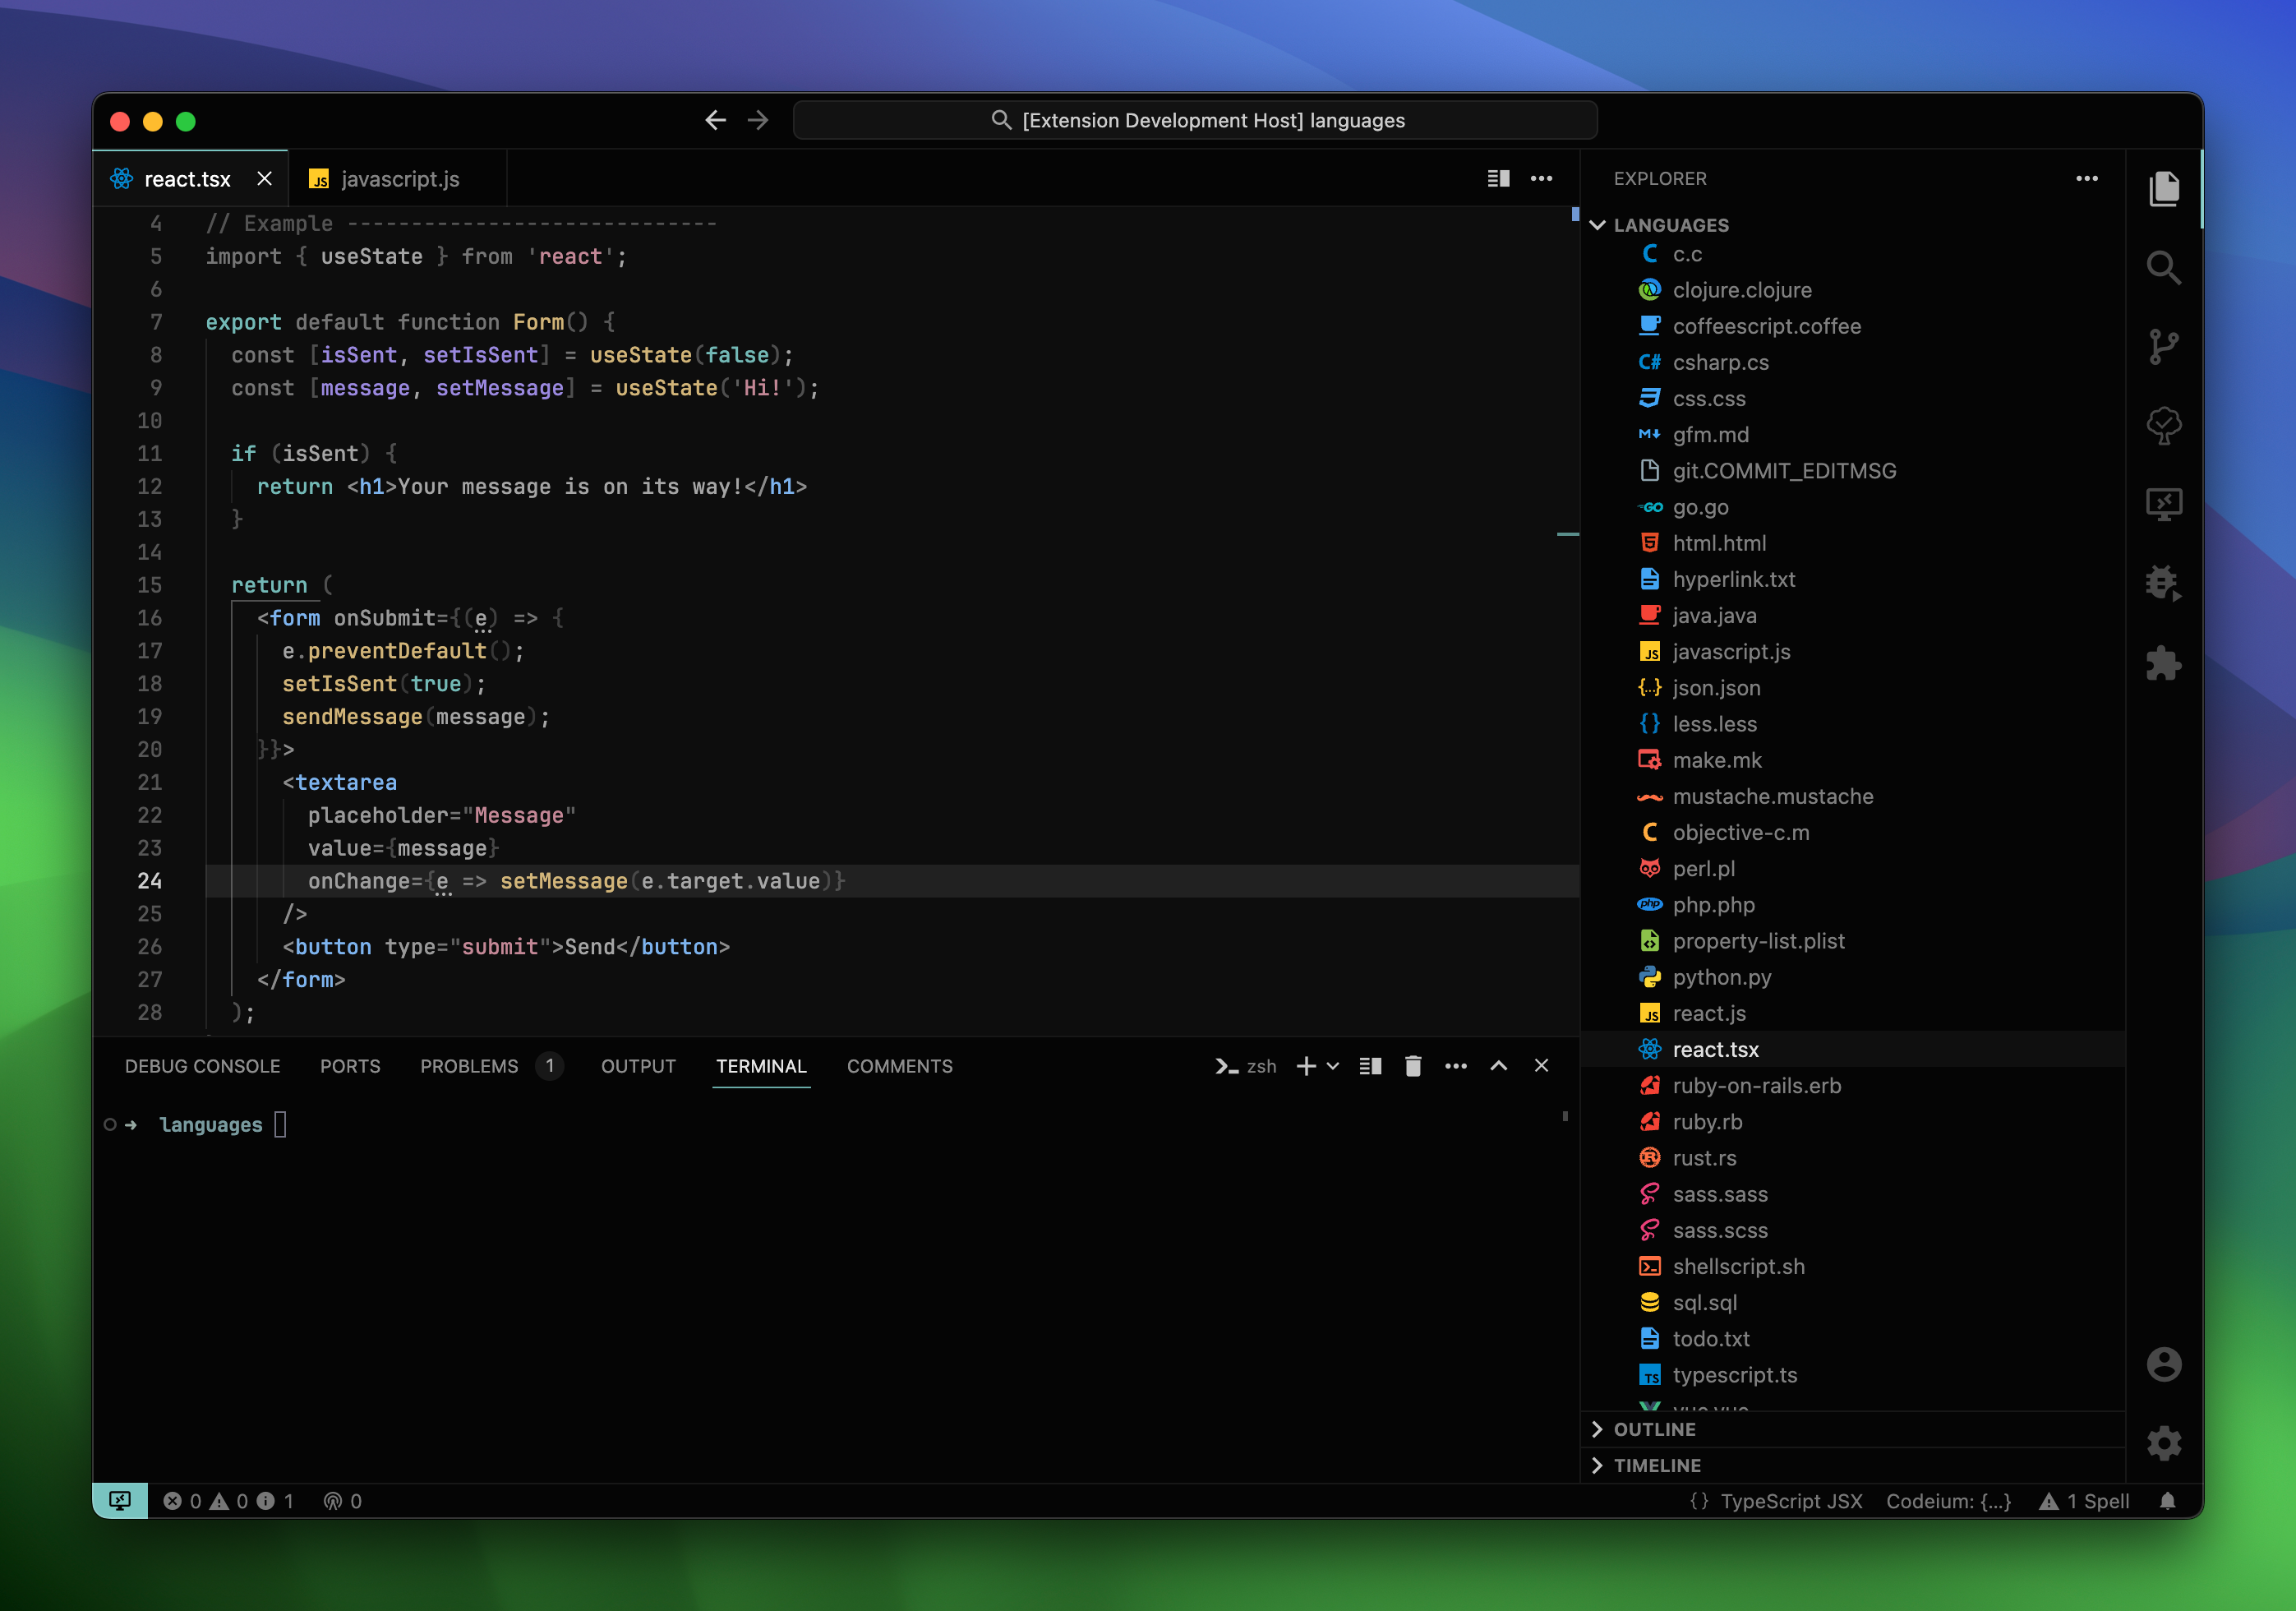 [Extension Development Host] languages
react.tsx
javascript.js
4 // Example -----------------------------
5 import { useState } from 'react';
6
7 export default function Form() {
8 const [isSent, setIsSent] = useState(false);
9 const [message, setMessage] = useState('Hi!');
10
11 if (isSent) {
12 return <h1>Your message is on its way!</h1>
13 }
14
15 return (
16 <form onSubmit={(e) => {
17 e.preventDefault();
18 setIsSent(true);
19 sendMessage(message);
20 }}>
21 <textarea
22 placeholder="Message"
23 value={message}
24 onChange={e => setMessage(e.target.value)}
25 />
26 <button type="submit">Send</button>
27 </form>
28 );
DEBUG CONSOLE PORTS PROBLEMS 1 OUTPUT TERMINAL COMMENTS
zsh
languages
EXPLORER
LANGUAGES
c.c
clojure.clojure
coffeescript.coffee
csharp.cs
css.css
gfm.md
git.COMMIT_EDITMSG
go.go
html.html
hyperlink.txt
java.java
javascript.js
json.json
less.less
make.mk
mustache.mustache
objective-c.m
perl.pl
php.php
property-list.plist
python.py
react.js
react.tsx
ruby-on-rails.erb
ruby.rb
rust.rs
sass.sass
sass.scss
shellscript.sh
sql.sql
todo.txt
typescript.ts
OUTLINE
TIMELINE
0 0 1 0
{} TypeScript JSX Codeium: {...} 1 Spell